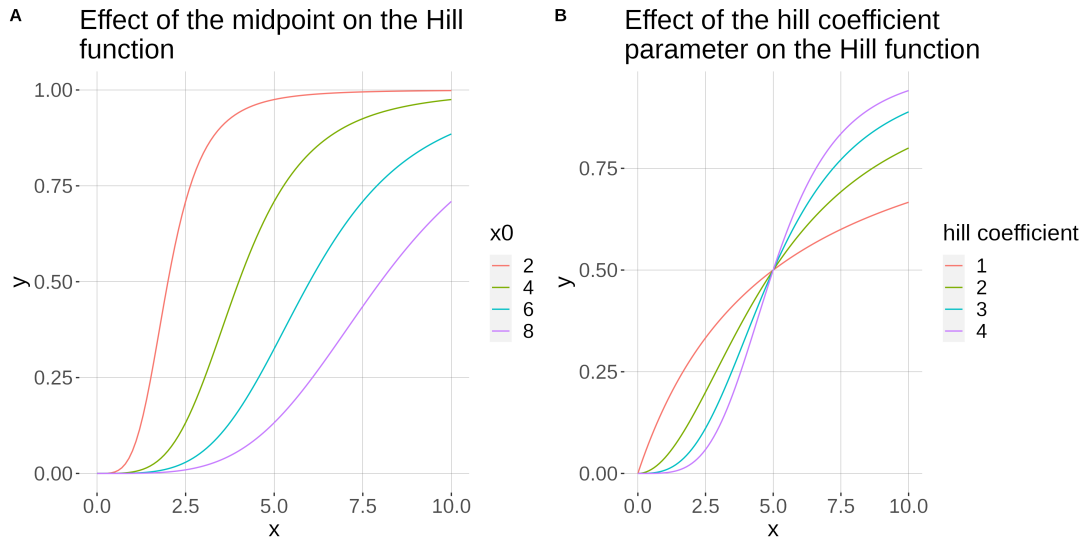 A
Effect of the midpoint on the Hill
function
1.00
0.75
0.50
0.25
0.00
y
0.0 2.5 5.0 7.5 10.0
x
x0
2
4
6
8
B
Effect of the hill coefficient
parameter on the Hill function
0.75
0.50
0.25
0.00
y
0.0 2.5 5.0 7.5 10.0
x
hill coefficient
1
2
3
4